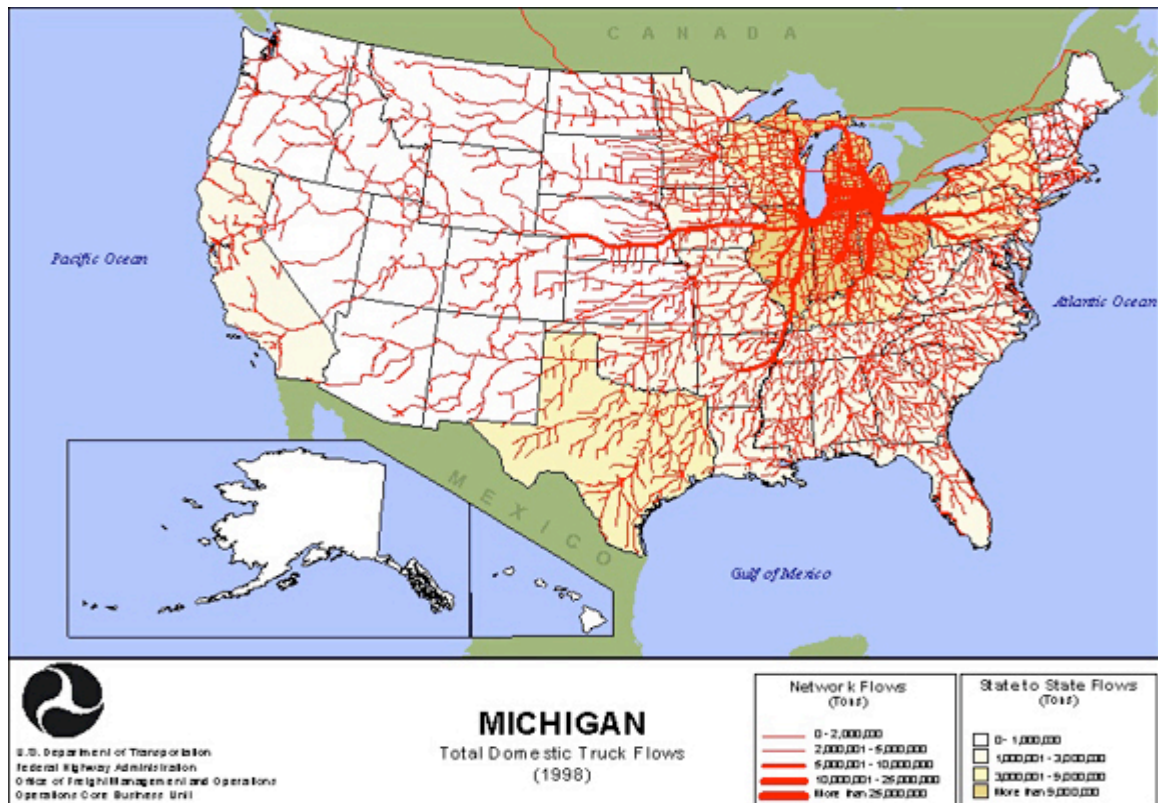 CANADA
Pacific Ocean
Atlantic Ocean
MEXICO
Gulf of Mexico
U.S. Department of Transportation
Federal Highway Administration
Office of Freight Management and Operations
Operations Core Business Unit
MICHIGAN
Total Domestic Truck Flows
(1998)
Network Flows
(Tons)
0 - 2,000,000
2,000,001 - 5,000,000
5,000,001 - 10,000,000
10,000,001 - 25,000,000
More than 25,000,000
State to State Flows
(Tons)
0 - 1,000,000
1,000,001 - 3,000,000
3,000,001 - 9,000,000
More than 9,000,000